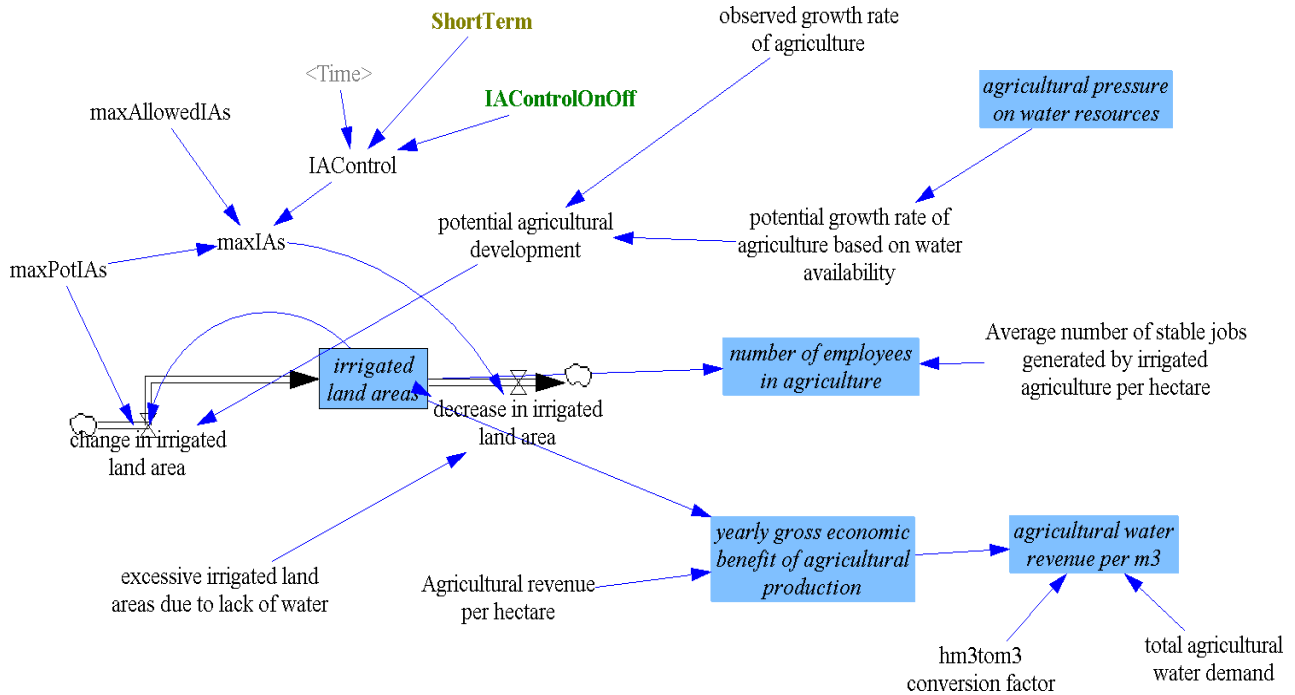 ShortTerm
observed growth rate
of agriculture
<Time>
IAControlOnOff
agricultural pressure
on water resources
maxAllowedIAs
IAControl
potential agricultural
development
potential growth rate of
agriculture based on water
availability
maxIAs
maxPotIAs
irrigated
land areas
number of employees
in agriculture
Average number of stable jobs
generated by irrigated
agriculture per hectare
change in irrigated
land area
decrease in irrigated
land area
excessive irrigated land
areas due to lack of water
Agricultural revenue
per hectare
yearly gross economic
benefit of agricultural
production
agricultural water
revenue per m3
hm3tom3
conversion factor
total agricultural
water demand